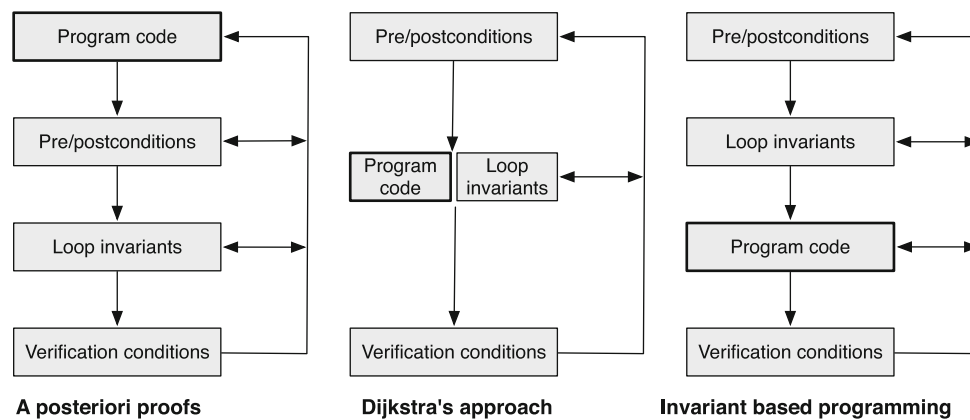 Program code
Pre/postconditions
Loop invariants
Verification conditions
A posteriori proofs
Pre/postconditions
Program
code
Loop
invariants
Verification conditions
Dijkstra's approach
Pre/postconditions
Loop invariants
Program code
Verification conditions
Invariant based programming